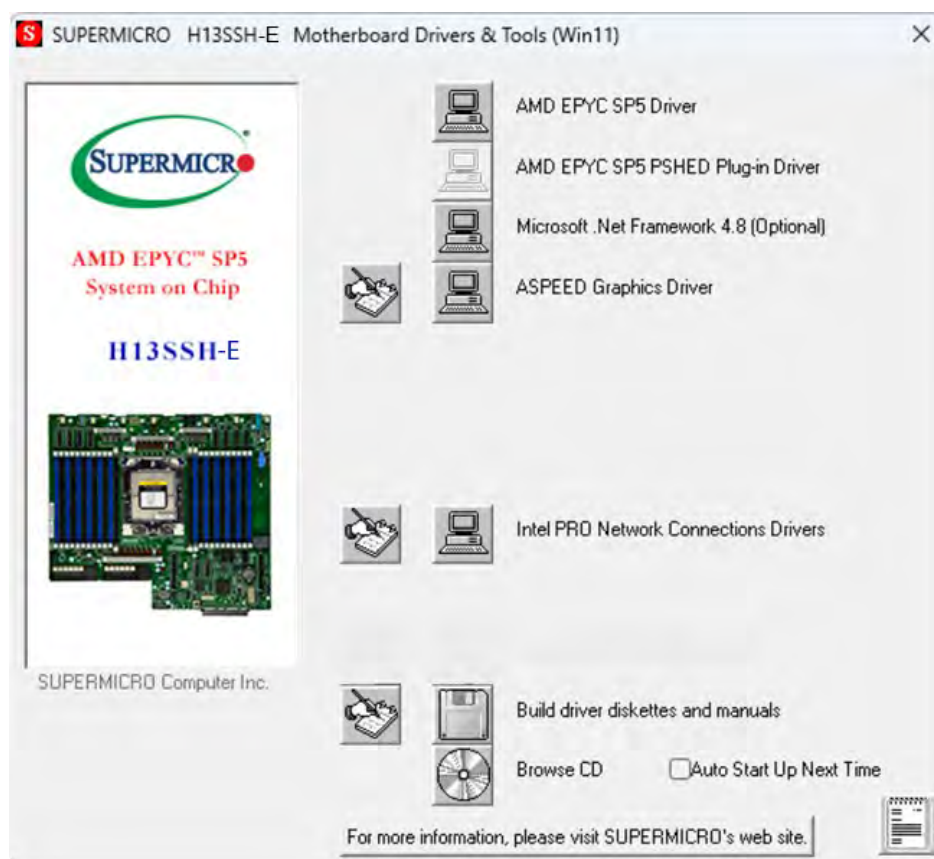 S SUPERMICRO H13SSH-E Motherboard Drivers & Tools (Win11)
SUPERMICR
AMD EPYC™ SP5
System on Chip
H13SSH-E
SUPERMICRO Computer Inc.
AMD EPYC SP5 Driver
AMD EPYC SP5 PSHED Plug-in Driver
Microsoft .Net Framework 4.8 (Optional)
ASPEED Graphics Driver
Intel PRO Network Connections Drivers
Build driver diskettes and manuals
Browse CD Auto Start Up Next Time
For more information, please visit SUPERMICRO's web site.